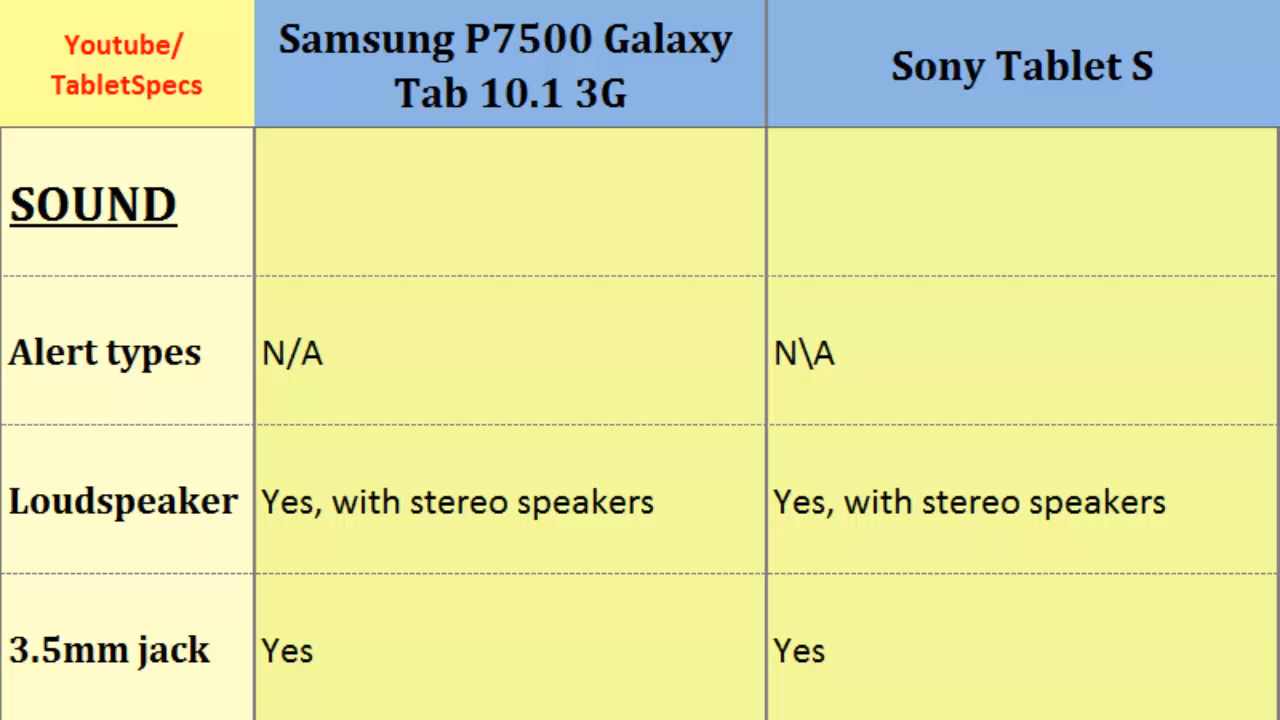 Youtube/
TabletSpecs
Samsung P7500 Galaxy
Tab 10.1 3G
Sony Tablet S
SOUND
Alert types N/A N\A
Loudspeaker Yes, with stereo speakers Yes, with stereo speakers
3.5mm jack Yes Yes